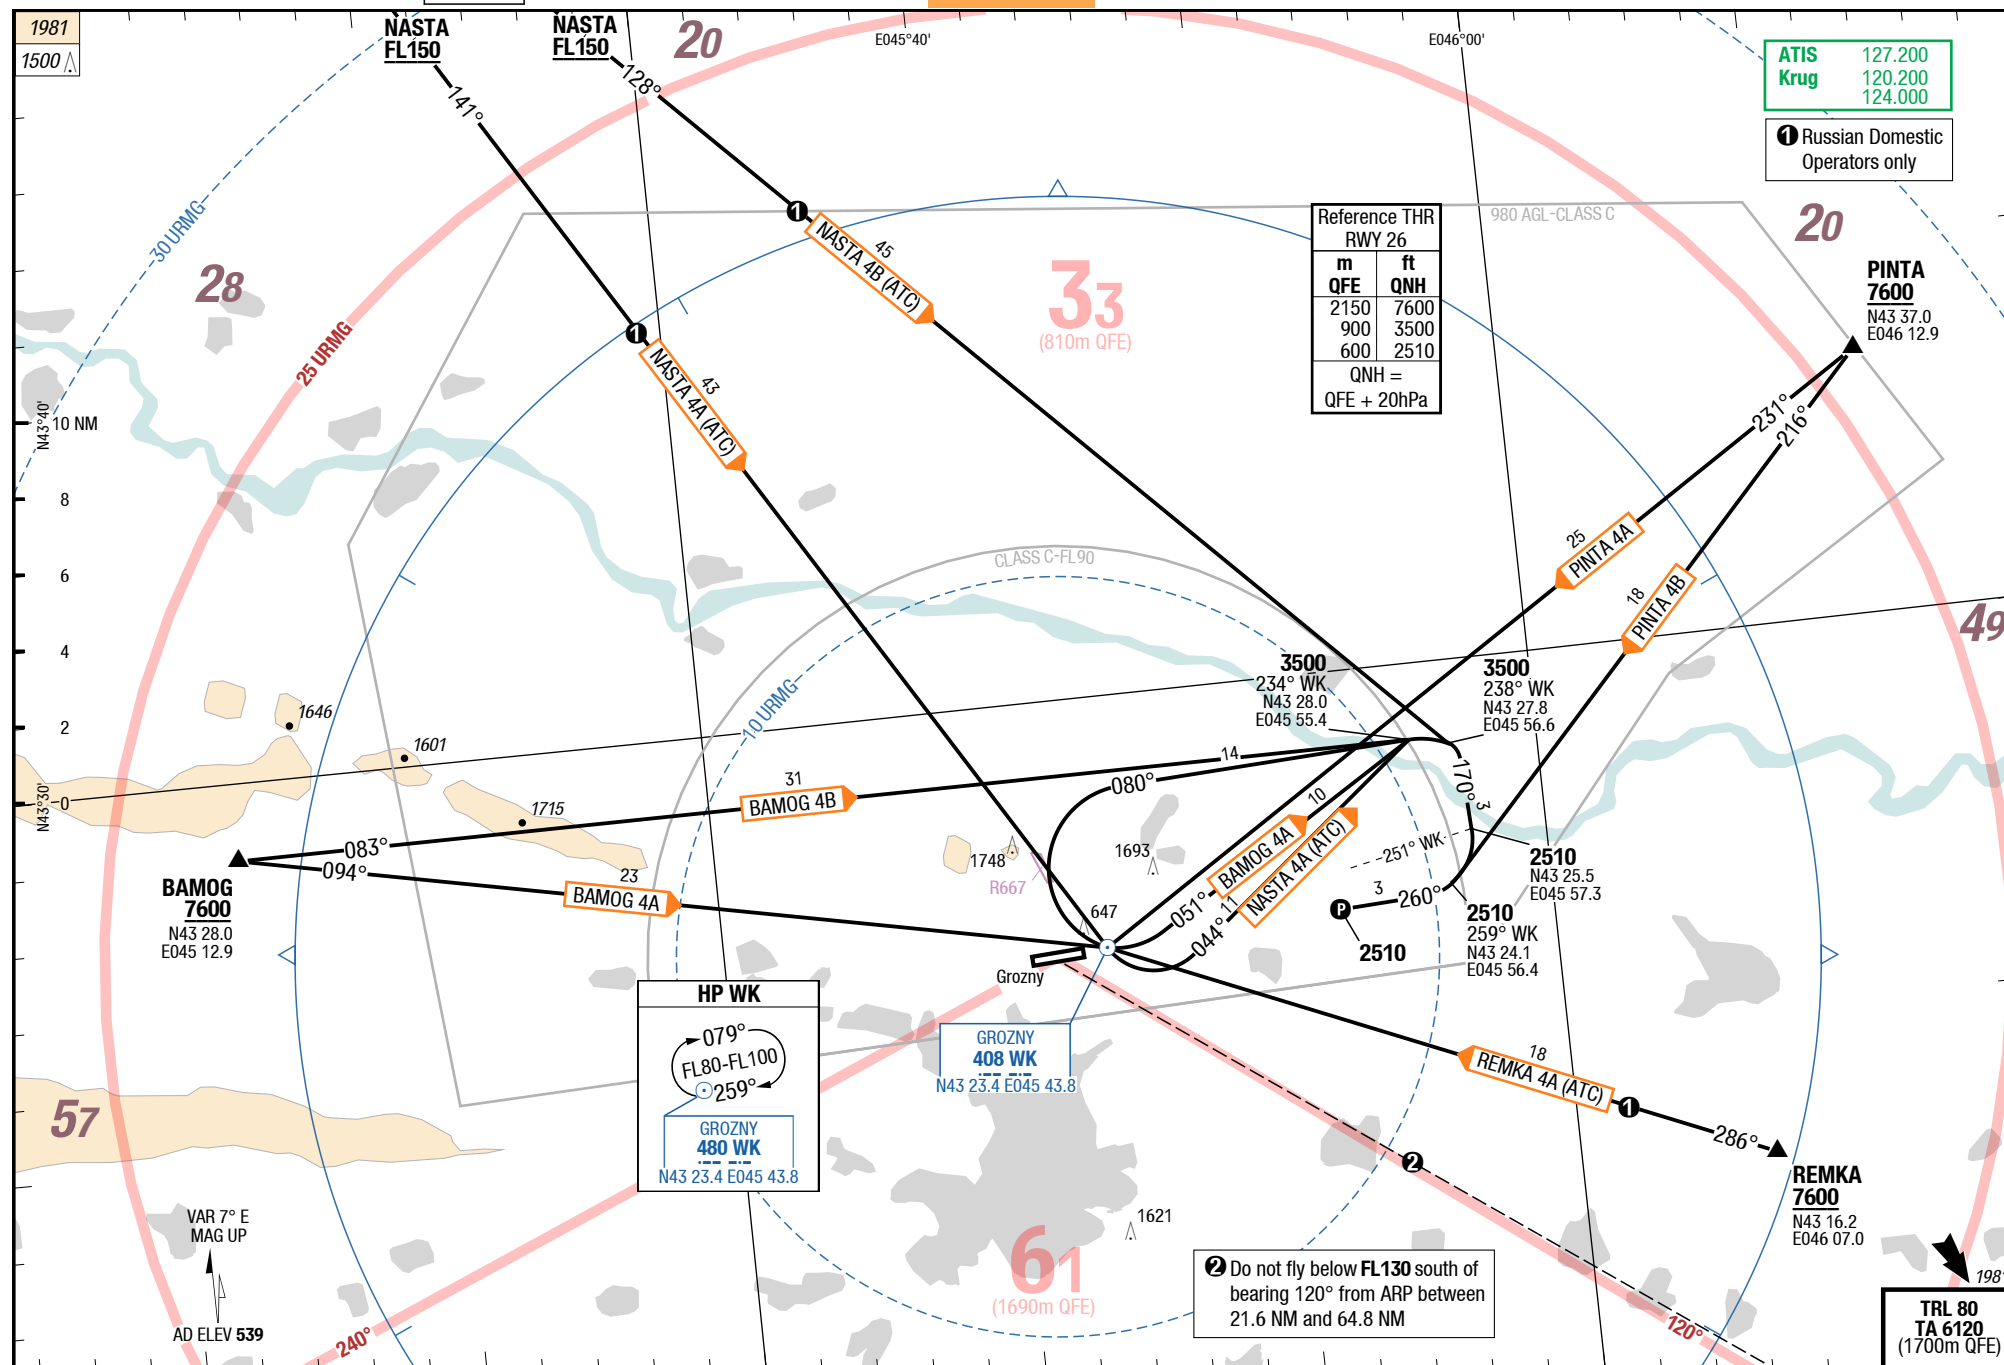 1981
1500
NASTA
FL150
NASTA
FL150
20
E045°40'
E046°00'
ATIS 127.200
Krug 120.200
124.000
1 Russian Domestic
Operators only
141°
128°
30 URMG
28
25 URMG
1
1
NASTA 4B (ATC)
45
NASTA 4A (ATC)
43
33
(810m QFE)
Reference THR
RWY 26
m ft
QFE QNH
2150 7600
900 3500
600 2510
QNH =
QFE + 20hPa
980 AGL-CLASS C
20
PINTA
7600
N43 37.0
E046 12.9
231°
216°
25
PINTA 4A
18
PINTA 4B
49
N43°40'
10 NM
8
6
4
2
0
N43°30'
CLASS C-FL90
10 URMG
3500
234° WK
N43 28.0
E045 55.4
3500
238° WK
N43 27.8
E045 56.6
1646
1601
1715
31
BAMOG 4B
14
080°
170°
3
10
BAMOG 4A
NASTA 4A (ATC)
11
051°
044°
251° WK
2510
N43 25.5
E045 57.3
083°
094°
23
BAMOG 4A
BAMOG
7600
N43 28.0
E045 12.9
1748
R667
1693
647
3
260°
P
2510
2510
259° WK
N43 24.1
E045 56.4
Grozny
HP WK
079°
FL80-FL100
259°
GROZNY
480 WK
N43 23.4 E045 43.8
GROZNY
408 WK
N43 23.4 E045 43.8
18
REMKA 4A (ATC)
1
286°
REMKA
7600
N43 16.2
E046 07.0
57
2
VAR 7° E
MAG UP
AD ELEV 539
240°
61
(1690m QFE)
1621
2 Do not fly below FL130 south of
bearing 120° from ARP between
21.6 NM and 64.8 NM
120°
1981
TRL 80
TA 6120
(1700m QFE)